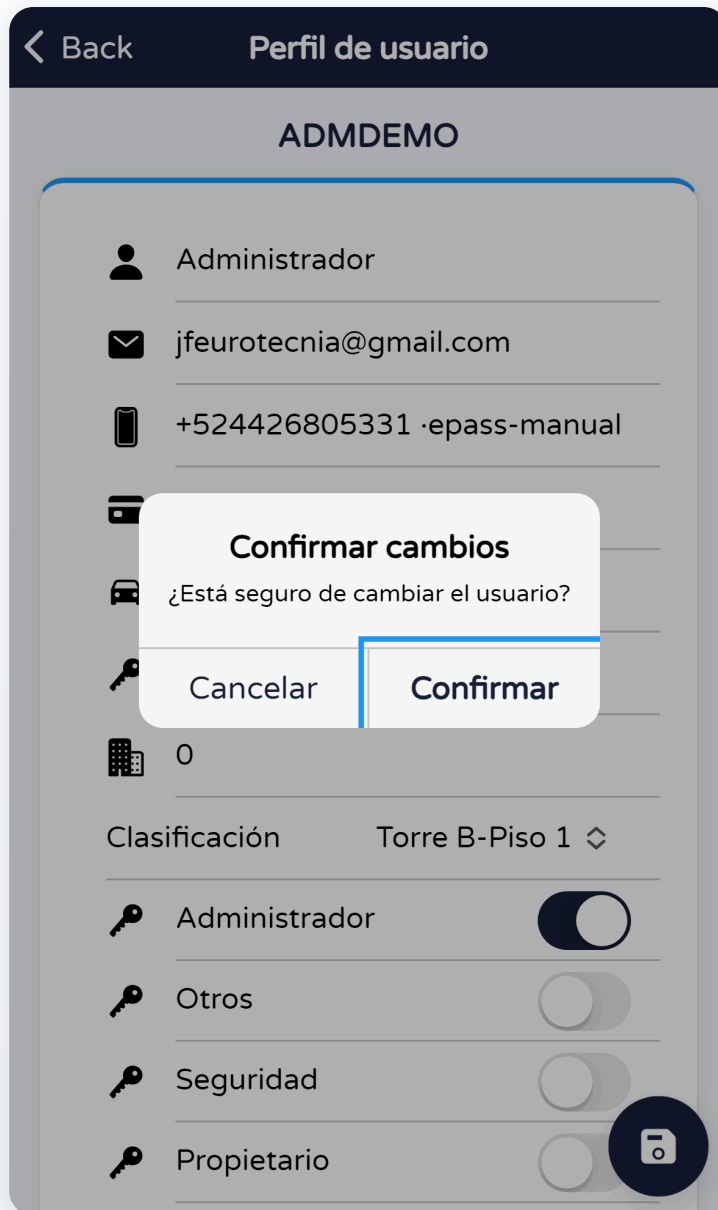 Back
Perfil de usuario
ADMDEMO
Administrador
jfeurotecnia@gmail.com
+524426805331 ·epass-manual
Confirmar cambios
¿Está seguro de cambiar el usuario?
Cancelar
Confirmar
0
Clasificación
Torre B-Piso 1
Administrador
Otros
Seguridad
Propietario